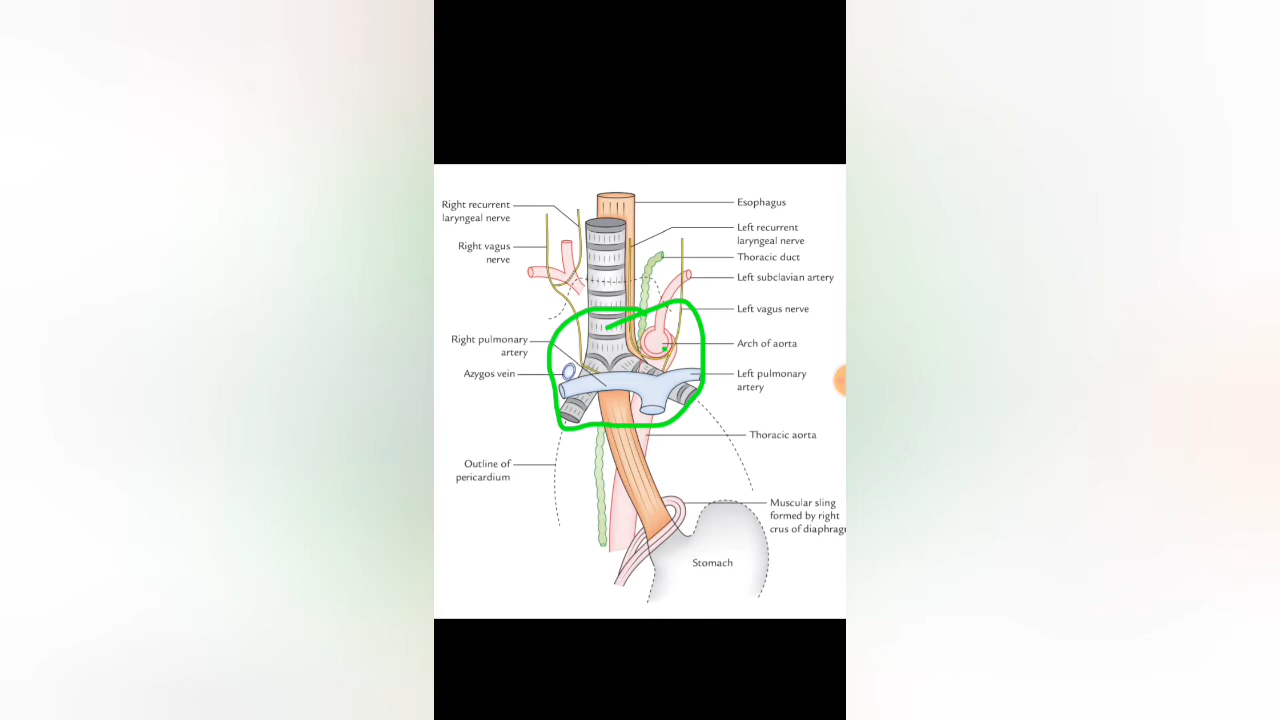 Right recurrent
laryngeal nerve
Right vagus
nerve
Right pulmonary
artery
Azygos vein
Outline of
pericardium
Esophagus
Left recurrent
laryngeal nerve
Thoracic duct
Left subclavian artery
Left vagus nerve
Arch of aorta
Left pulmonary
artery
Thoracic aorta
Muscular sling
formed by right
crus of diaphrag
Stomach